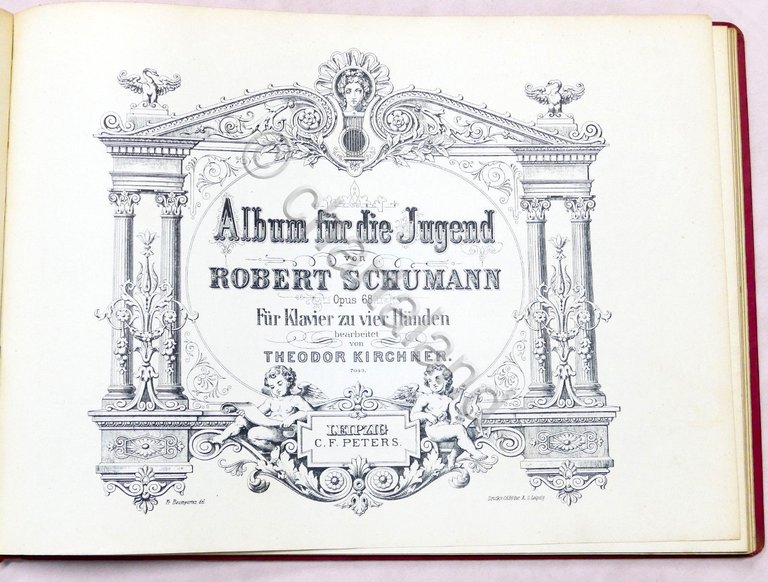 Album für die Jugend
von
ROBERT SCHUMANN
Opus 68
Für Klavier zu vier Händen
bearbeitet
von
THEODOR KIRCHNER.
LEIPZIG
C. F. PETERS.